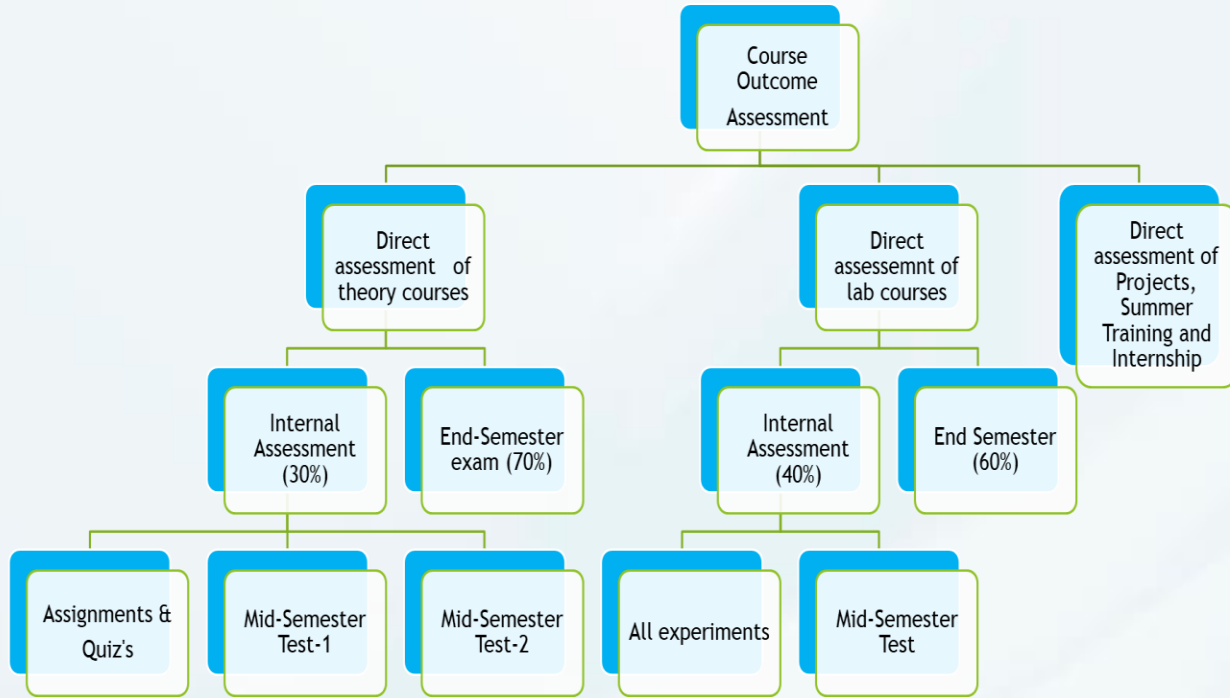 Course
Outcome
Assessment
Direct
assessment of
theory courses
Direct
assessemnt of
lab courses
Direct
assessment of
Projects,
Summer
Training and
Internship
Internal
Assessment
(30%)
End-Semester
exam (70%)
Internal
Assessment
(40%)
End Semester
(60%)
Assignments &
Quiz's
Mid-Semester
Test-1
Mid-Semester
Test-2
All experiments
Mid-Semester
Test